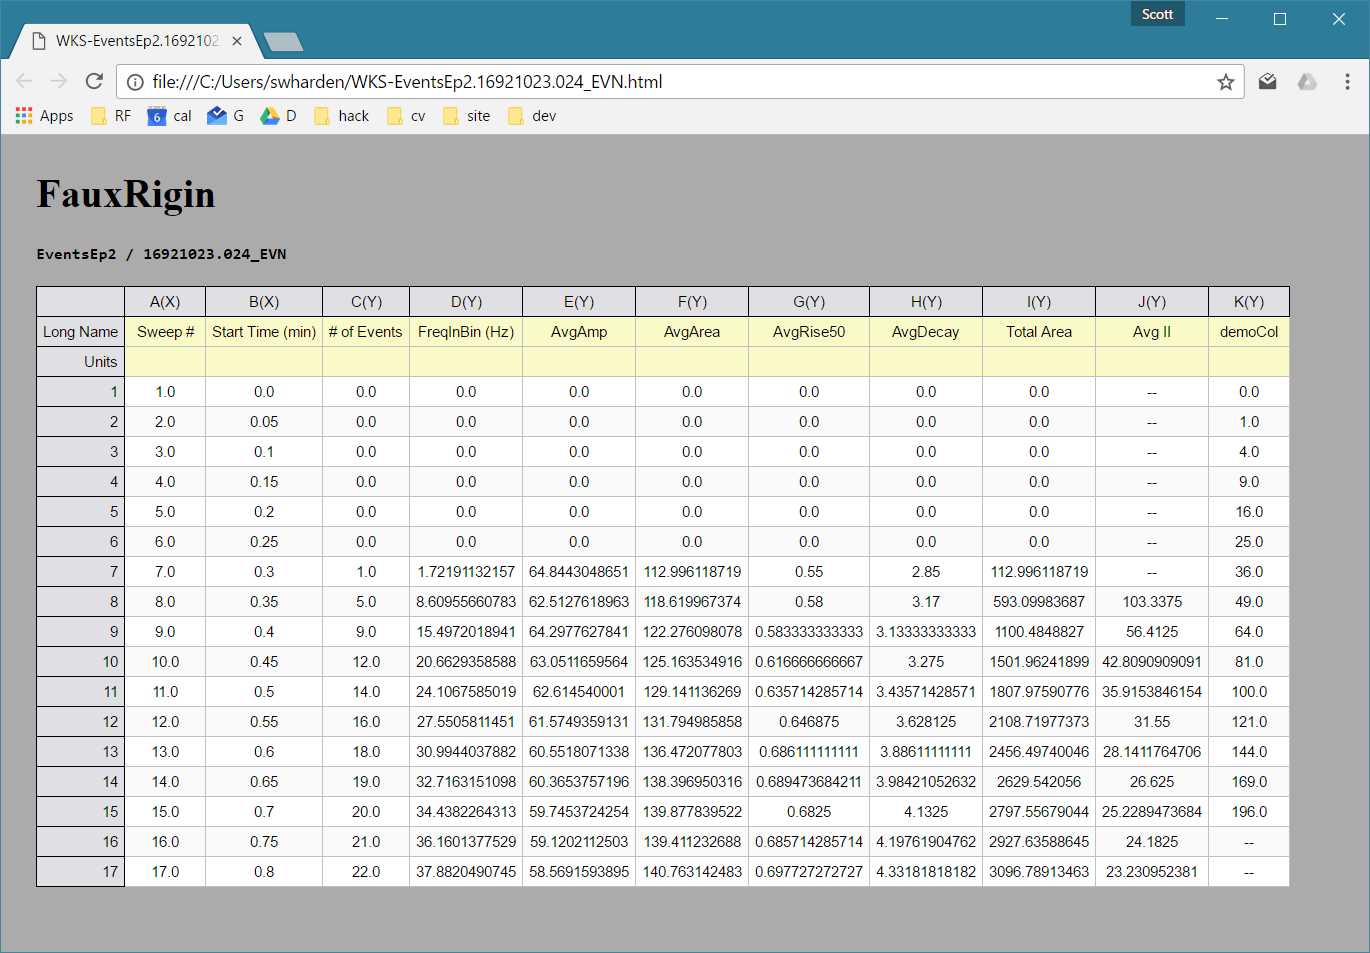 Scott
WKS-EventsEp2.1692102
file:///C:/Users/swharden/WKS-EventsEp2.16921023.024_EVN.html
Apps RF 6 cal G D hack cv site dev
FauxRigin
EventsEp2 / 16921023.024_EVN
A(X) B(X) C(Y) D(Y) E(Y) F(Y) G(Y) H(Y) I(Y) J(Y) K(Y)
Long Name Sweep # Start Time (min) # of Events FreqInBin (Hz) AvgAmp AvgArea AvgRise50 AvgDecay Total Area Avg II demoCol
Units
1 1.0 0.0 0.0 0.0 0.0 0.0 0.0 0.0 0.0 -- 0.0
2 2.0 0.05 0.0 0.0 0.0 0.0 0.0 0.0 0.0 -- 1.0
3 3.0 0.1 0.0 0.0 0.0 0.0 0.0 0.0 0.0 -- 4.0
4 4.0 0.15 0.0 0.0 0.0 0.0 0.0 0.0 0.0 -- 9.0
5 5.0 0.2 0.0 0.0 0.0 0.0 0.0 0.0 0.0 -- 16.0
6 6.0 0.25 0.0 0.0 0.0 0.0 0.0 0.0 0.0 -- 25.0
7 7.0 0.3 1.0 1.72191132157 64.8443048651 112.996118719 0.55 2.85 112.996118719 -- 36.0
8 8.0 0.35 5.0 8.60955660783 62.5127618963 118.619967374 0.58 3.17 593.09983687 103.3375 49.0
9 9.0 0.4 9.0 15.4972018941 64.2977627841 122.276098078 0.583333333333 3.13333333333 1100.4848827 56.4125 64.0
10 10.0 0.45 12.0 20.6629358588 63.0511659564 125.163534916 0.616666666667 3.275 1501.96241899 42.8090909091 81.0
11 11.0 0.5 14.0 24.1067585019 62.614540001 129.141136269 0.635714285714 3.43571428571 1807.97590776 35.9153846154 100.0
12 12.0 0.55 16.0 27.5505811451 61.5749359131 131.794985858 0.646875 3.628125 2108.71977373 31.55 121.0
13 13.0 0.6 18.0 30.9944037882 60.5518071338 136.472077803 0.686111111111 3.88611111111 2456.49740046 28.1411764706 144.0
14 14.0 0.65 19.0 32.7163151098 60.3653757196 138.396950316 0.689473684211 3.98421052632 2629.542056 26.625 169.0
15 15.0 0.7 20.0 34.4382264313 59.7453724254 139.877839522 0.6825 4.1325 2797.55679044 25.2289473684 196.0
16 16.0 0.75 21.0 36.1601377529 59.1202112503 139.411232688 0.685714285714 4.19761904762 2927.63588645 24.1825 --
17 17.0 0.8 22.0 37.8820490745 58.5691593895 140.763142483 0.697727272727 4.33181818182 3096.78913463 23.230952381 --